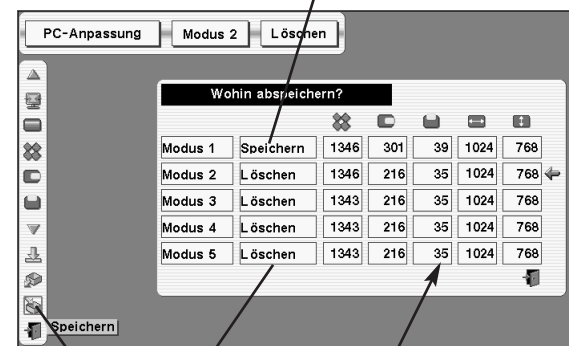 PC-Anpassung Modus 2 Löschen
Wohin abspeichern?
Modus 1 Speichern 1346 301 39 1024 768
Modus 2 Löschen 1346 216 35 1024 768
Modus 3 Löschen 1343 216 35 1024 768
Modus 4 Löschen 1343 216 35 1024 768
Modus 5 Löschen 1343 216 35 1024 768
Speichern